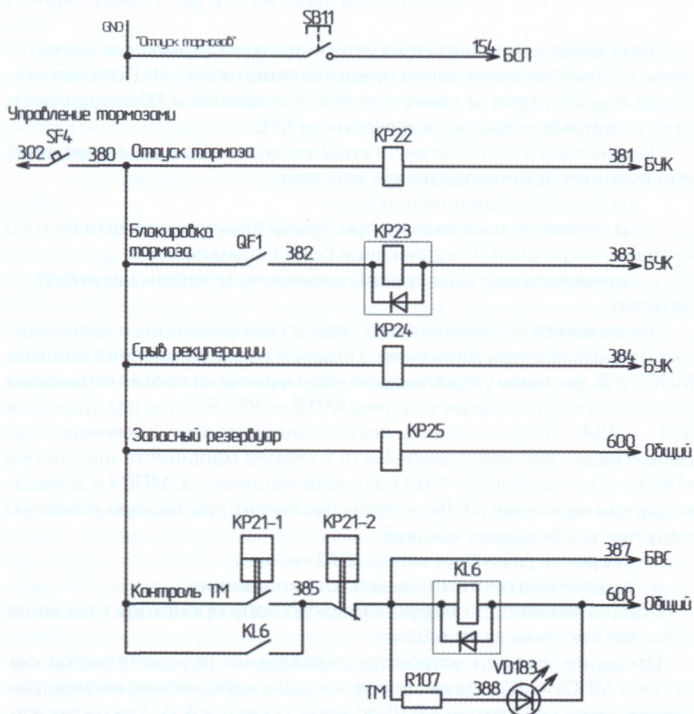 GND
SB11
"Отпуск тормозов"
154
БСП
Управление тормозами
SF4
302
380
Отпуск тормоза
КР22
381
БУК
Блокировка
тормозов
QF1
382
КР23
383
БУК
Срыв рекуперации
КР24
384
БУК
Запасный резервуар
КР25
600
Общий
КР21-1
КР21-2
387
БВС
Контроль ТМ
385
KL6
600
Общий
KL6
R107
VD183
ТМ
388